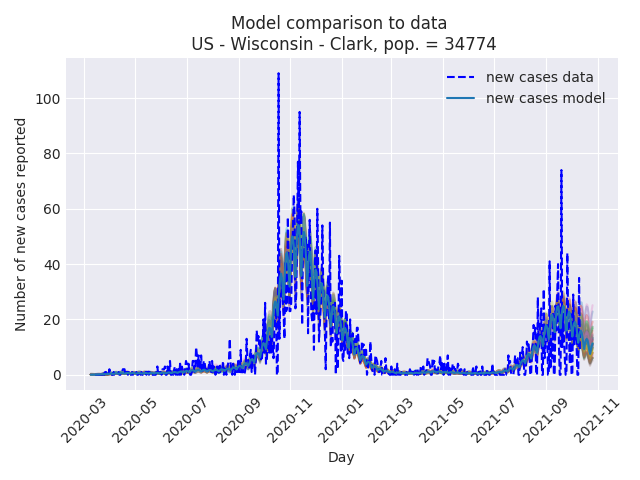 Model comparison to data
US - Wisconsin - Clark, pop. = 34774
new cases data
new cases model
Number of new cases reported
100
80
60
40
20
0
2020-03
2020-05
2020-07
2020-09
2020-11
2021-01
2021-03
2021-05
2021-07
2021-09
2021-11
Day